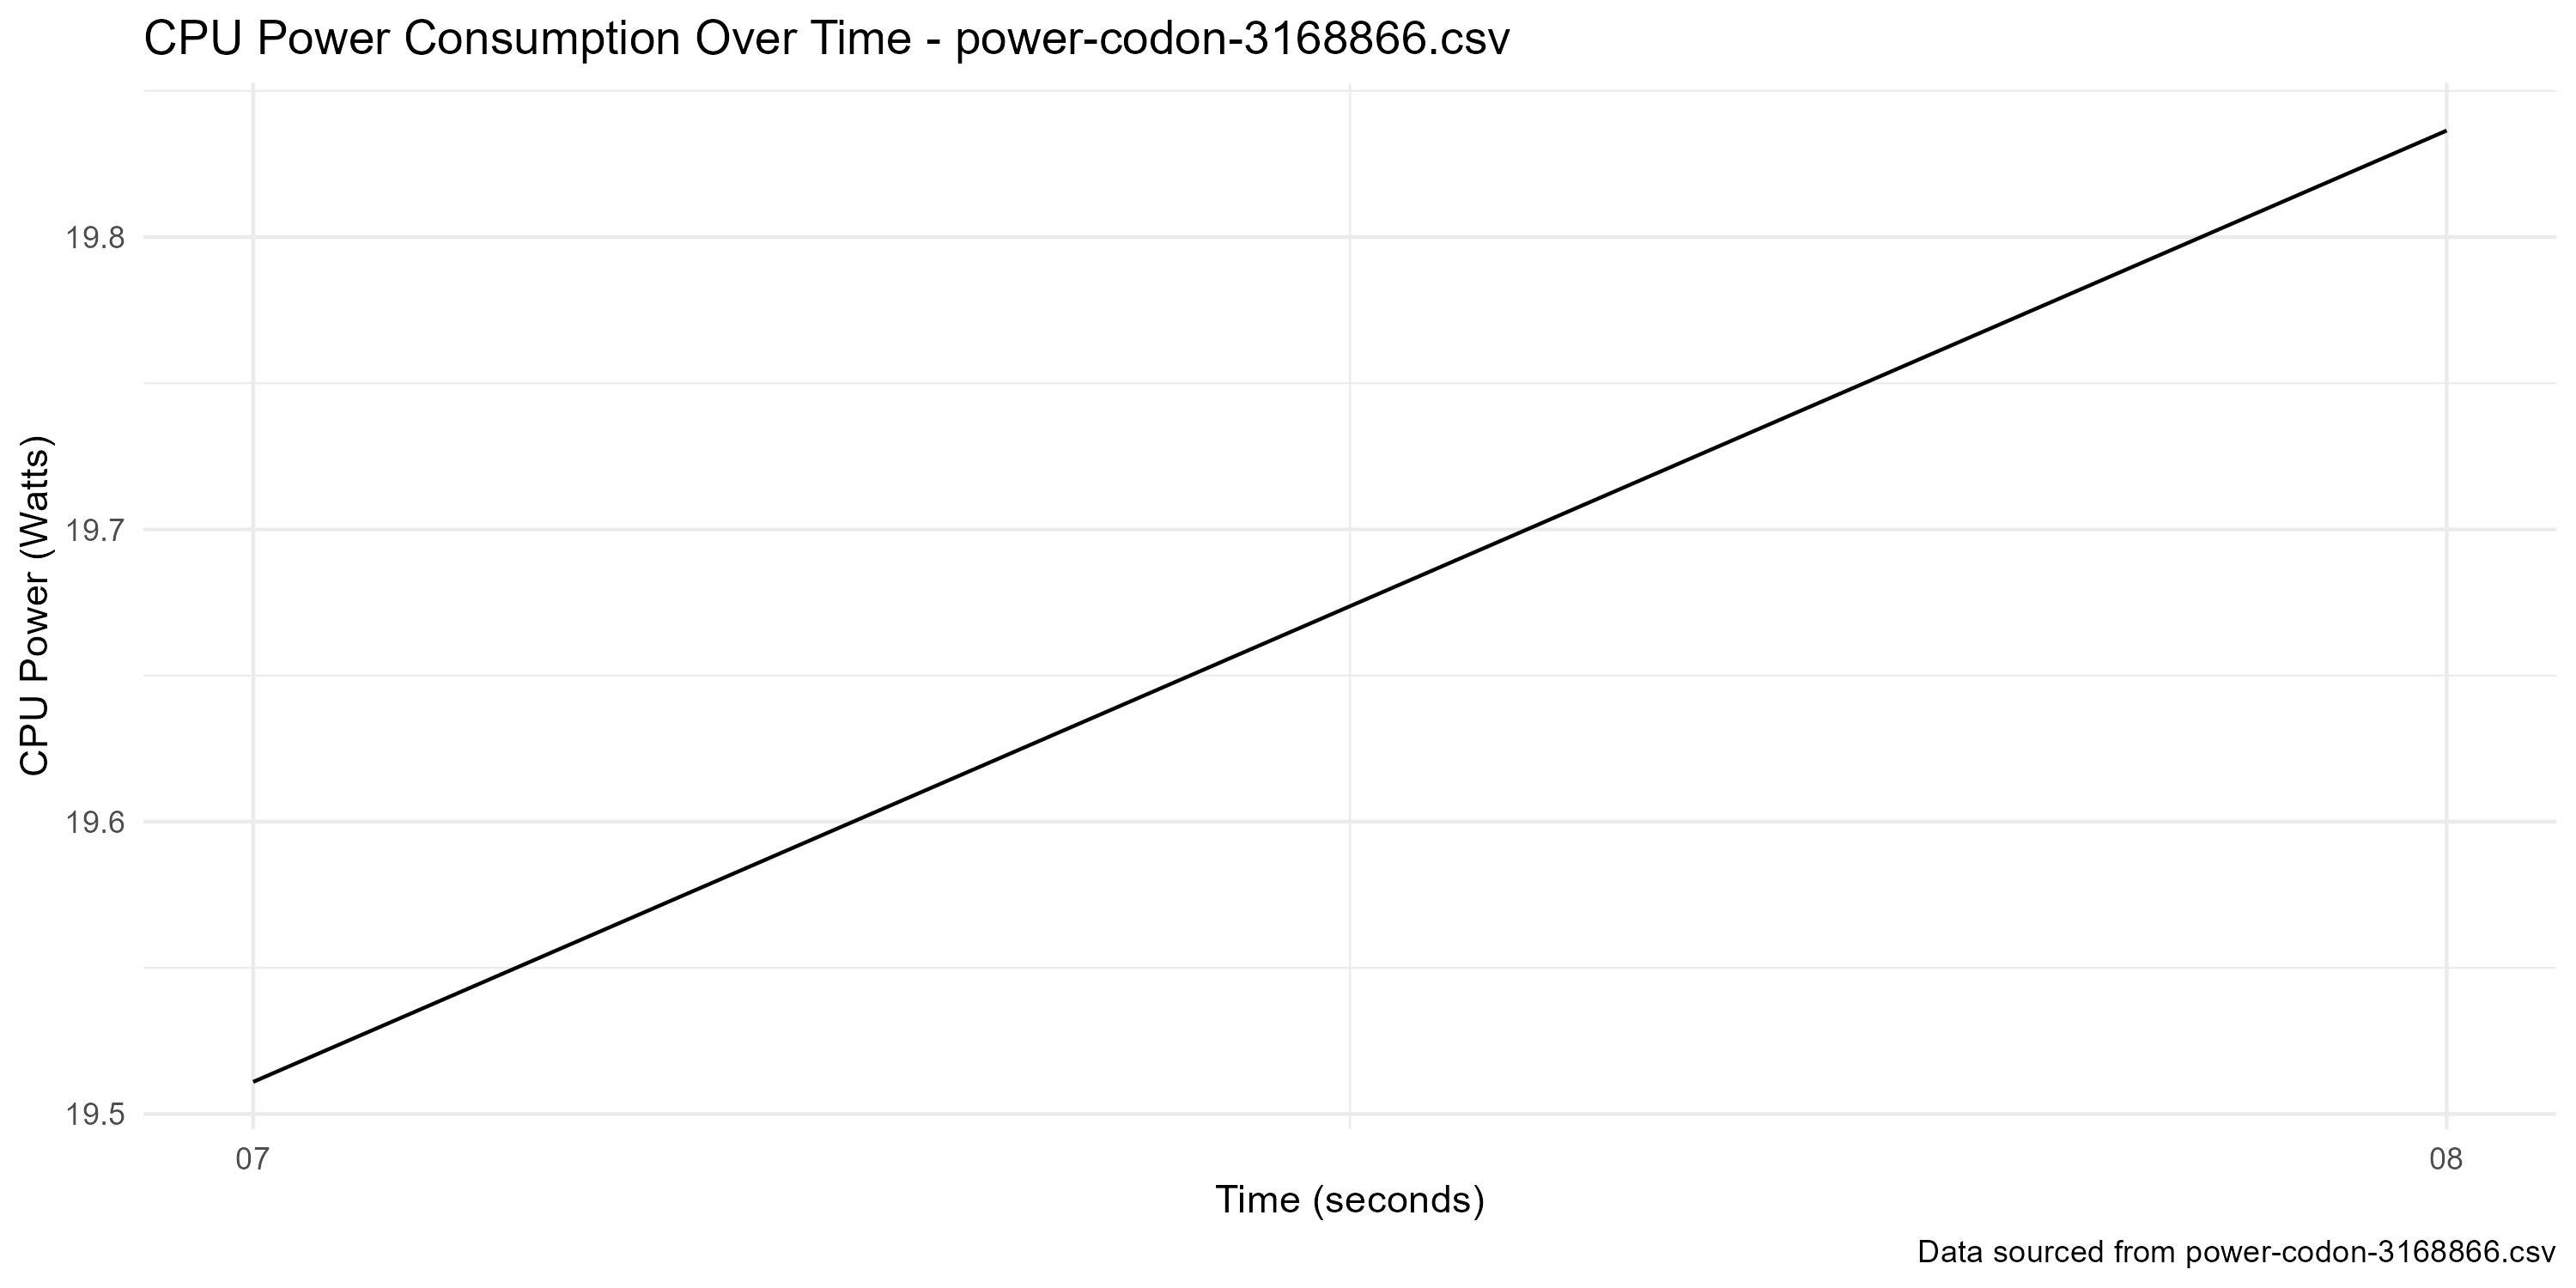 CPU Power Consumption Over Time - power-codon-3168866.csv
CPU Power (Watts)
19.8
19.7
19.6
19.5
07
08
Time (seconds)
Data sourced from power-codon-3168866.csv